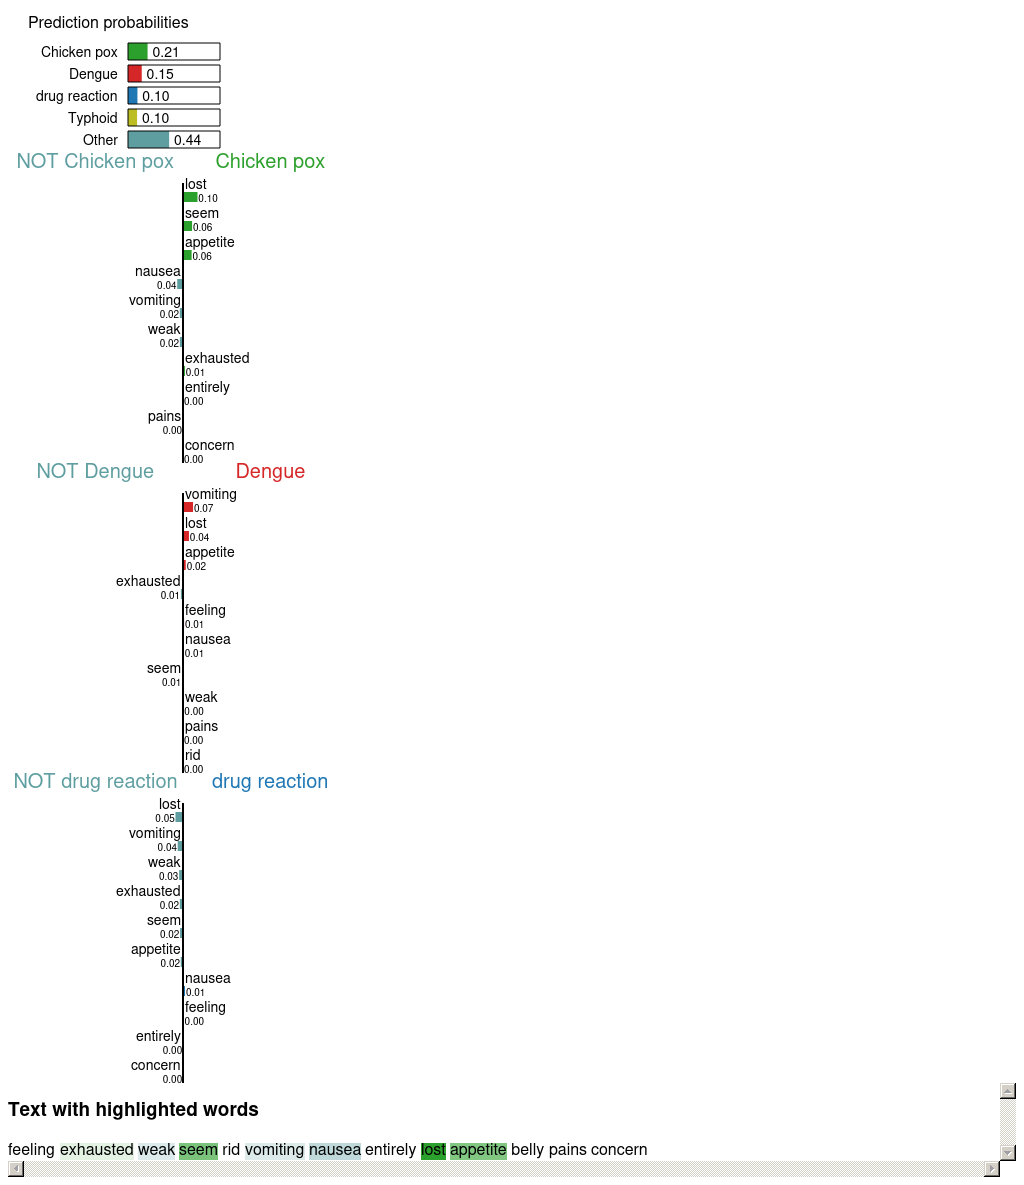 Prediction probabilities
Chicken pox 0.21
Dengue 0.15
drug reaction 0.10
Typhoid 0.10
Other 0.44
NOT Chicken pox Chicken pox
lost
0.10
seem
0.06
appetite
0.06
nausea
0.04
vomiting
0.02
weak
0.02
exhausted
0.01
entirely
0.00
pains
0.00
concern
0.00
NOT Dengue Dengue
vomiting
0.07
lost
0.04
appetite
0.02
exhausted
0.01
feeling
0.01
nausea
0.01
seem
0.01
weak
0.00
pains
0.00
rid
0.00
NOT drug reaction drug reaction
lost
0.05
vomiting
0.04
weak
0.03
exhausted
0.02
seem
0.02
appetite
0.02
nausea
0.01
feeling
0.00
entirely
0.00
concern
0.00
Text with highlighted words
feeling exhausted weak seem rid vomiting nausea entirely lost appetite belly pains concern